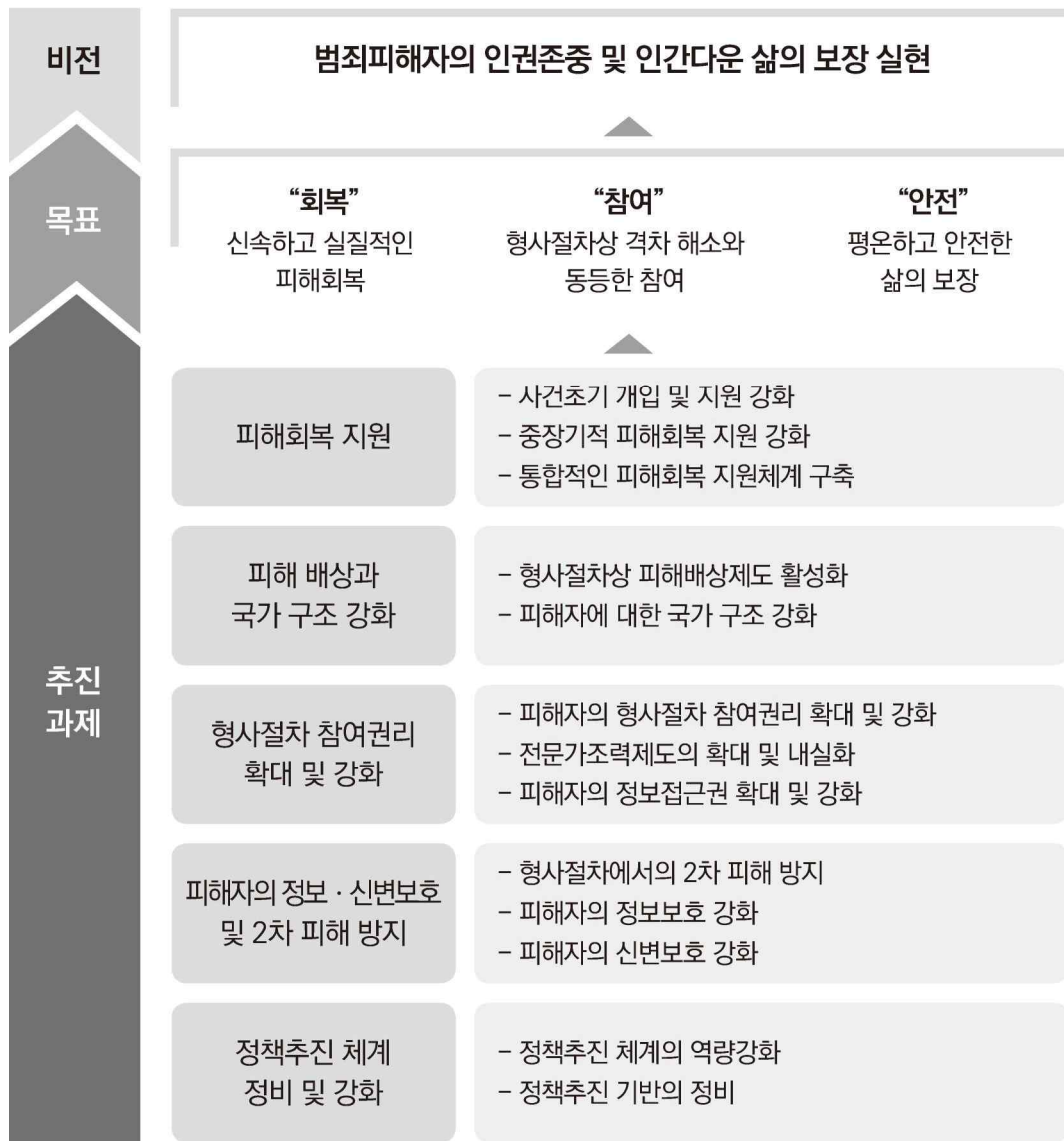 비전
범죄피해자의 인권존중 및 인간다운 삶의 보장 실현
목표
“회복”
신속하고 실질적인
피해회복
“참여”
형사절차상 격차 해소와
동등한 참여
“안전”
평온하고 안전한
삶의 보장
추진
과제
피해회복 지원
– 사건초기 개입 및 지원 강화
– 중장기적 피해회복 지원 강화
– 통합적인 피해회복 지원체계 구축
피해 배상과
국가 구조 강화
– 형사절차상 피해배상제도 활성화
– 피해자에 대한 국가 구조 강화
형사절차 참여권리
확대 및 강화
– 피해자의 형사절차 참여권리 확대 및 강화
– 전문가조력제도의 확대 및 내실화
– 피해자의 정보접근권 확대 및 강화
피해자의 정보 · 신변보호
및 2차 피해 방지
– 형사절차에서의 2차 피해 방지
– 피해자의 정보보호 강화
– 피해자의 신변보호 강화
정책추진 체계
정비 및 강화
– 정책추진 체계의 역량강화
– 정책추진 기반의 정비